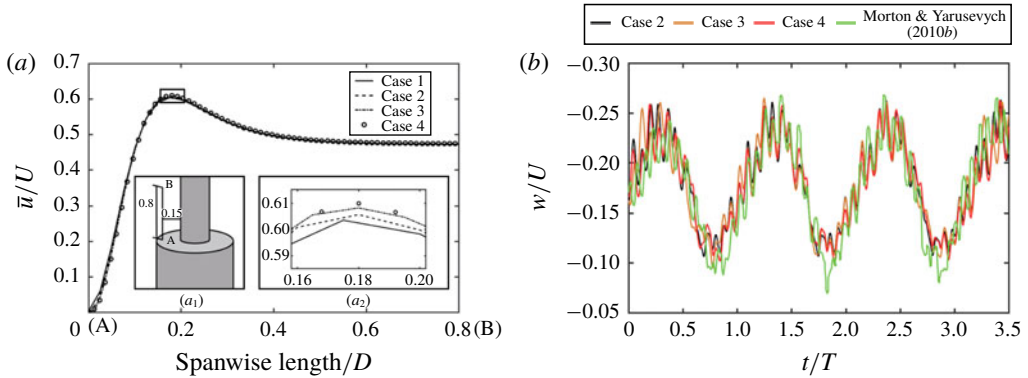 Case 2
Case 3
Case 4
Morton & Yarusevych
(2010b)
(a)
0.7
0.6
0.5
0.4
0.3
0.2
0.1
0
(A)
0.2
0.4
0.6
0.8
(B)
u̅/U
Spanwise length/D
Case 1
Case 2
Case 3
Case 4
B
0.8
0.15
A
(a₁)
0.61
0.60
0.59
0.16
0.18
0.20
(a₂)
(b)
−0.30
−0.25
−0.20
−0.15
−0.10
−0.05
w/U
0
0.5
1.0
1.5
2.0
2.5
3.0
3.5
t/T